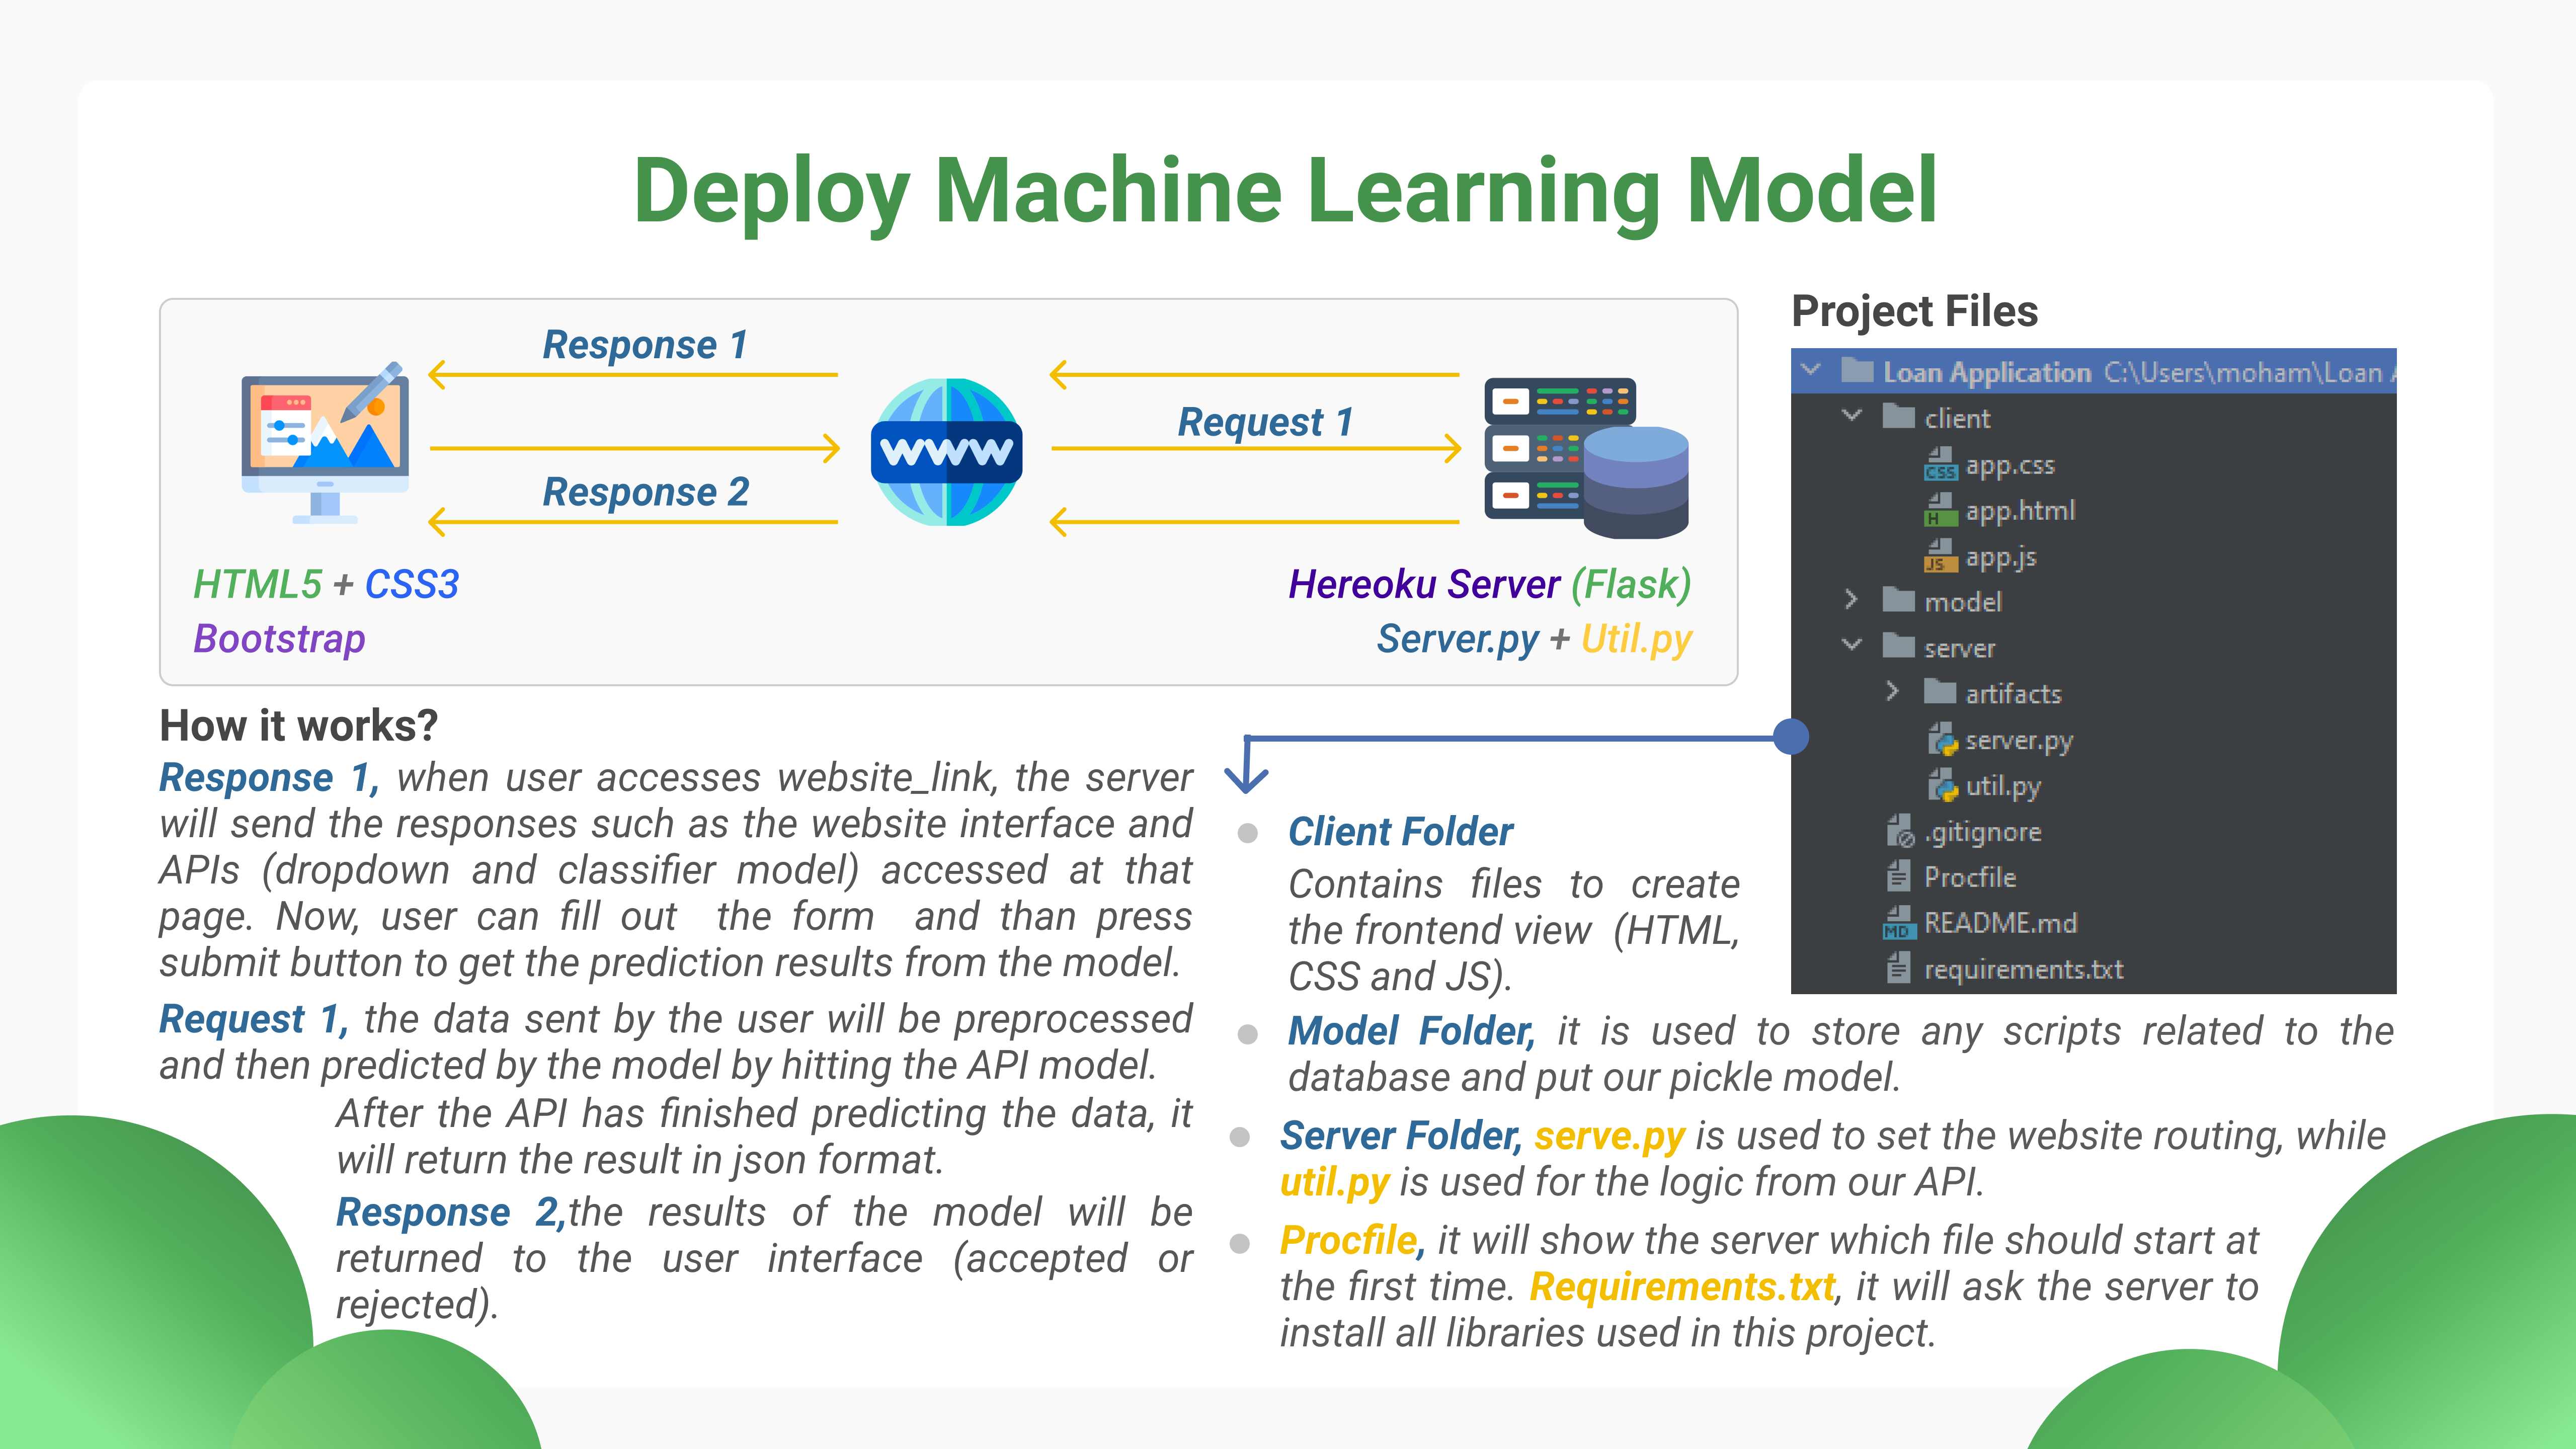 Deploy Machine Learning Model
Response 1
Request 1
Response 2
www
HTML5 + CSS3
Bootstrap
Hereoku Server (Flask)
Server.py + Util.py
Project Files
Loan Application C:\Users\moham\Loan A
client
CSS app.css
H app.html
JS app.js
model
server
artifacts
server.py
util.py
.gitignore
Procfile
MD README.md
requirements.txt
How it works?
Response 1, when user accesses website_link, the server
will send the responses such as the website interface and
APIs (dropdown and classifier model) accessed at that
page. Now, user can fill out the form and than press
submit button to get the prediction results from the model.
Request 1, the data sent by the user will be preprocessed
and then predicted by the model by hitting the API model.
After the API has finished predicting the data, it
will return the result in json format.
Response 2,the results of the model will be
returned to the user interface (accepted or
rejected).
Client Folder
Contains files to create
the frontend view (HTML,
CSS and JS).
Model Folder, it is used to store any scripts related to the
database and put our pickle model.
Server Folder, serve.py is used to set the website routing, while
util.py is used for the logic from our API.
Procfile, it will show the server which file should start at
the first time. Requirements.txt, it will ask the server to
install all libraries used in this project.